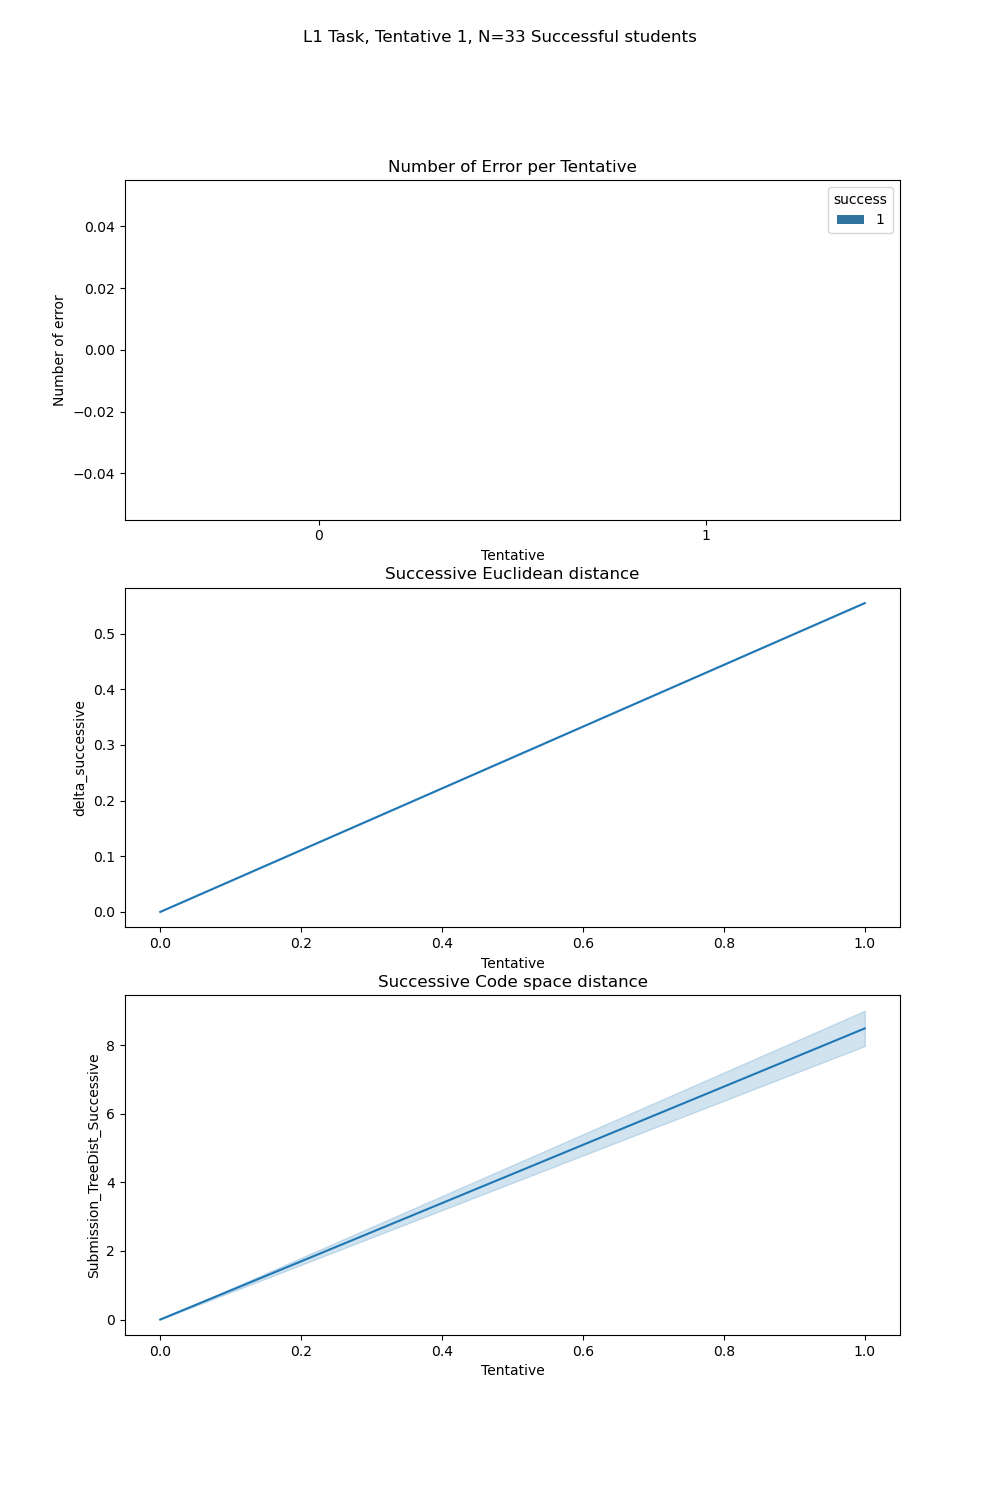 L1 Task, Tentative 1, N=33 Successful students
Number of Error per Tentative
success
1
0.04
0.02
0.00
−0.02
−0.04
Number of error
0 1
Tentative
Successive Euclidean distance
0.5
0.4
0.3
0.2
0.1
0.0
delta_successive
0.0 0.2 0.4 0.6 0.8 1.0
Tentative
Successive Code space distance
8
6
4
2
0
Submission_TreeDist_Successive
0.0 0.2 0.4 0.6 0.8 1.0
Tentative